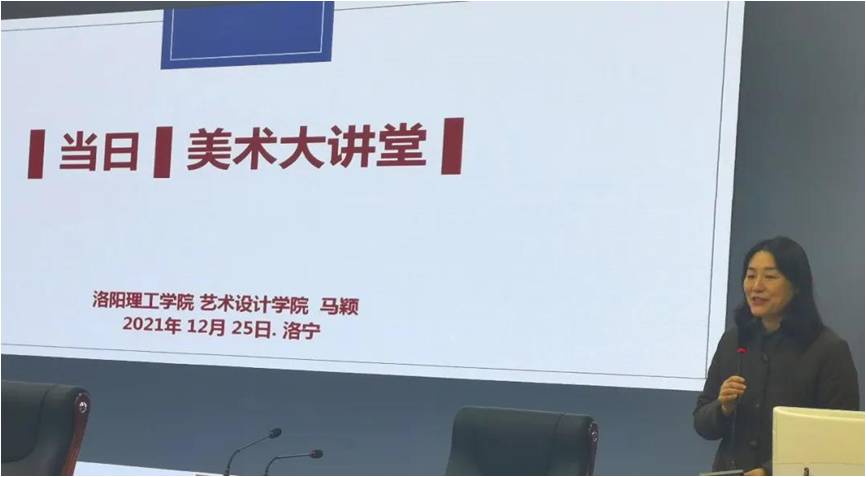 ▌当日▌美术大讲堂▐
洛阳理工学院 艺术设计学院 马颖
2021年 12月 25日. 洛宁